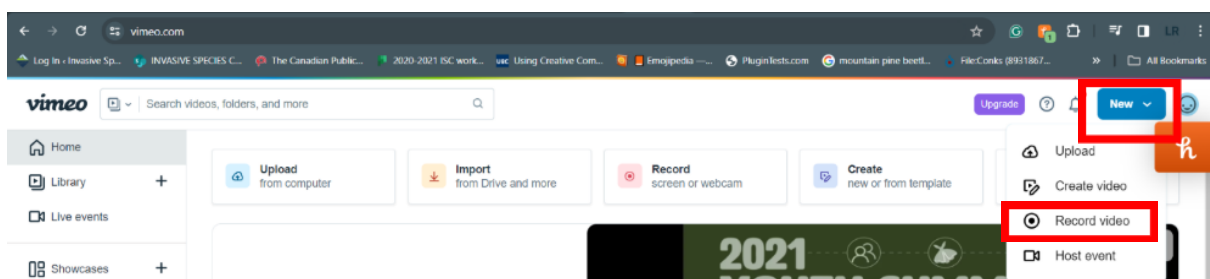 vimeo.com
LR
Log In ‹ Invasive Sp... INVASIVE SPECIES C... The Canadian Public... 2020-2021 ISC work... Using Creative Com... Emojipedia —... PluginTests.com mountain pine beetl... File:Conks (8931867... » All Bookmarks
vimeo Search videos, folders, and more Upgrade New
Home
Library +
Live events
Showcases +
Upload
from computer
Import
from Drive and more
Record
screen or webcam
Create
new or from template
Upload
Create video
Record video
Host event
h
2021